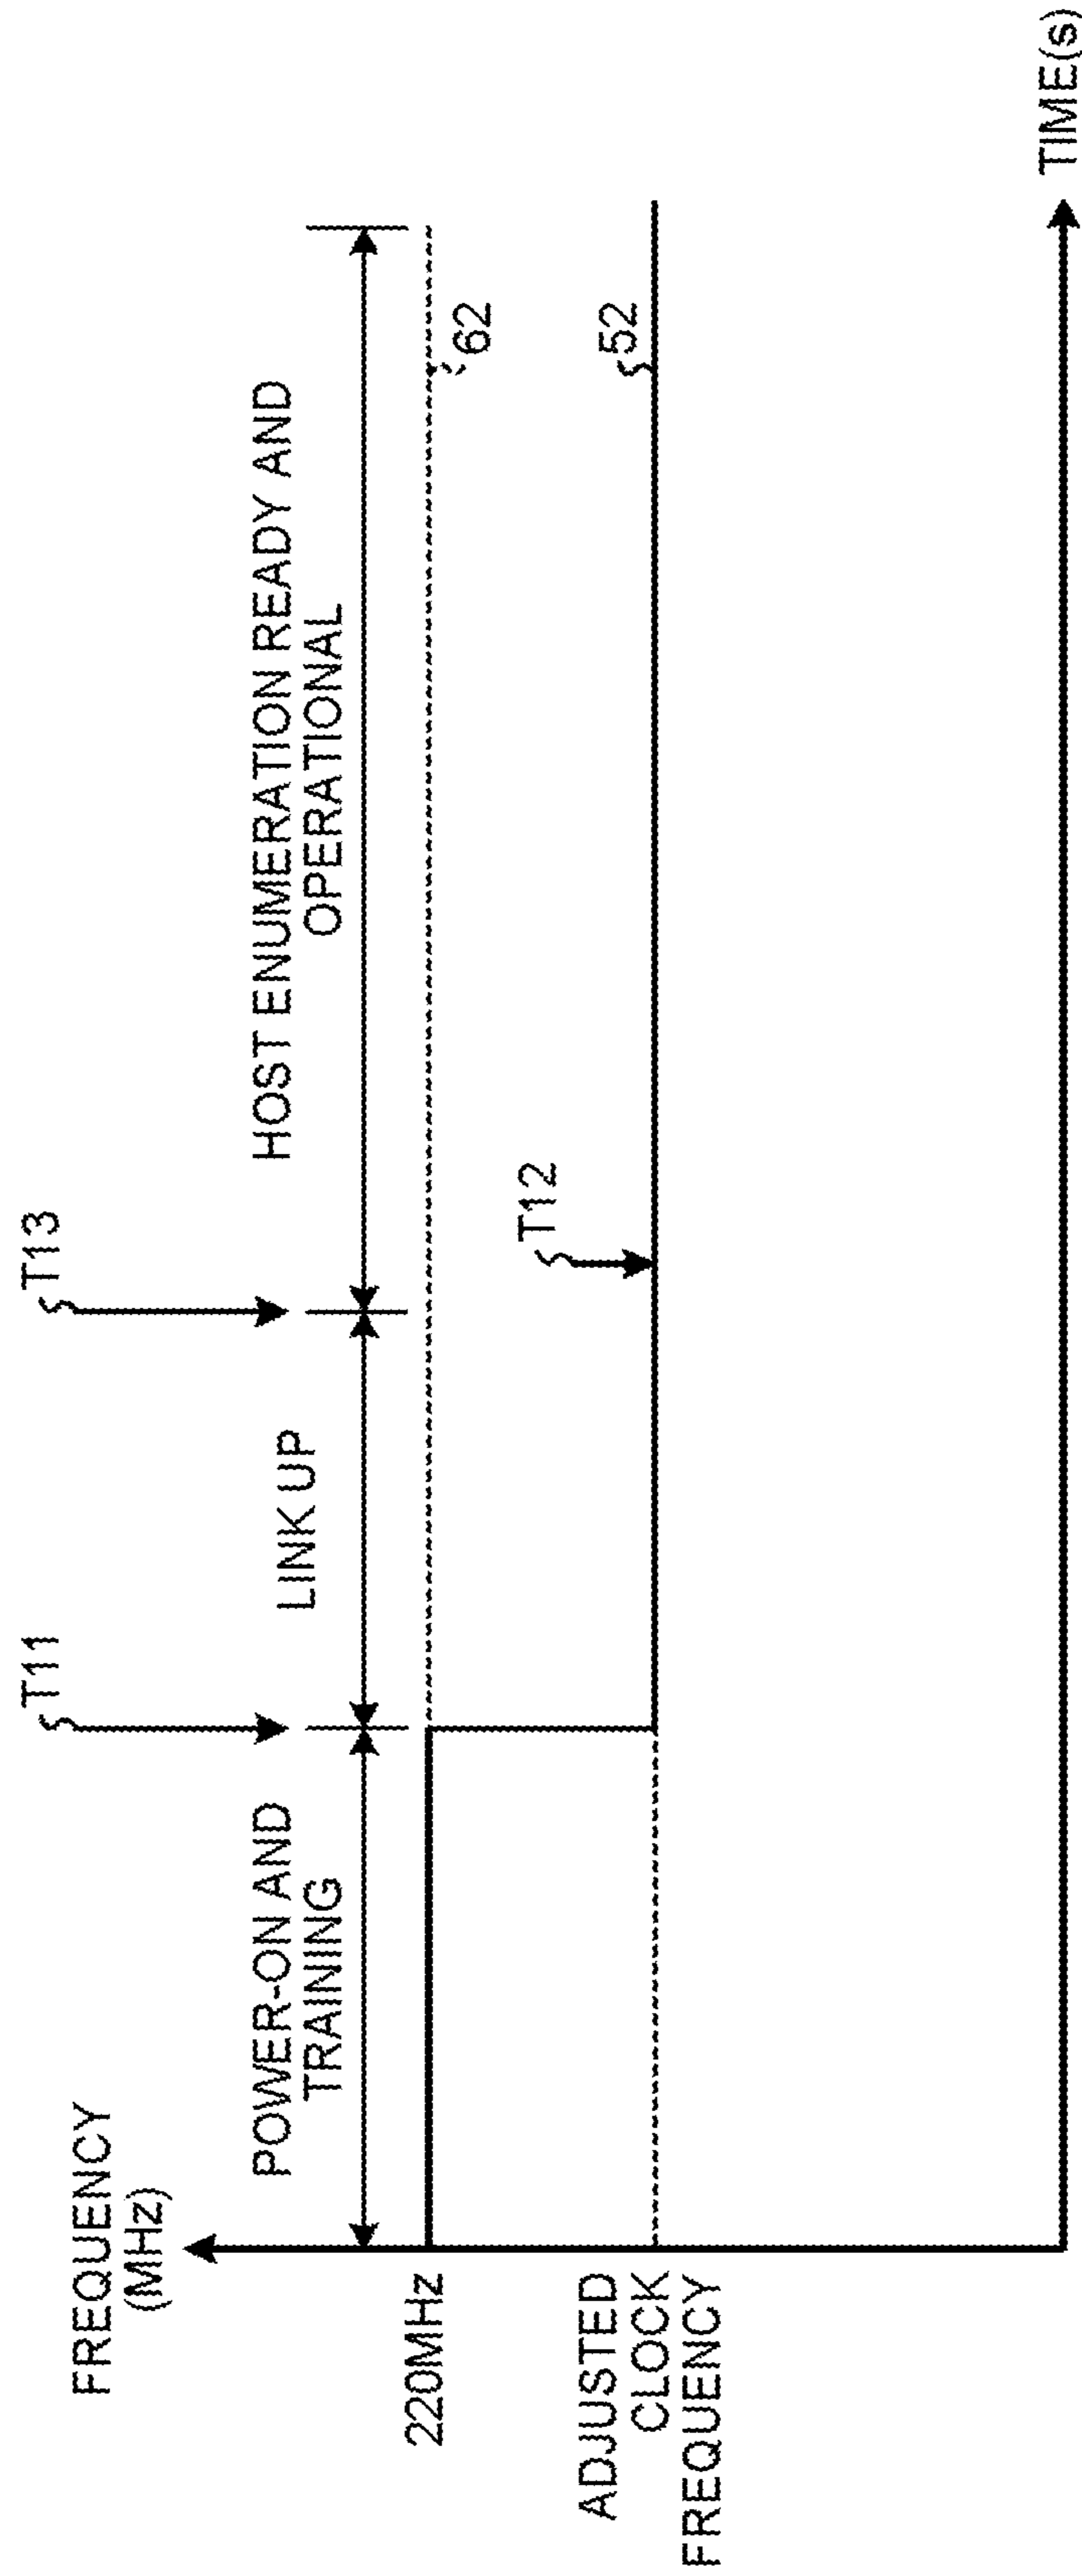 FREQUENCY
(MHz)
T11
T13
POWER-ON AND
TRAINING
LINK UP
HOST ENUMERATION READY AND
OPERATIONAL
220MHz
62
T12
52
ADJUSTED
CLOCK
FREQUENCY
TIME(s)